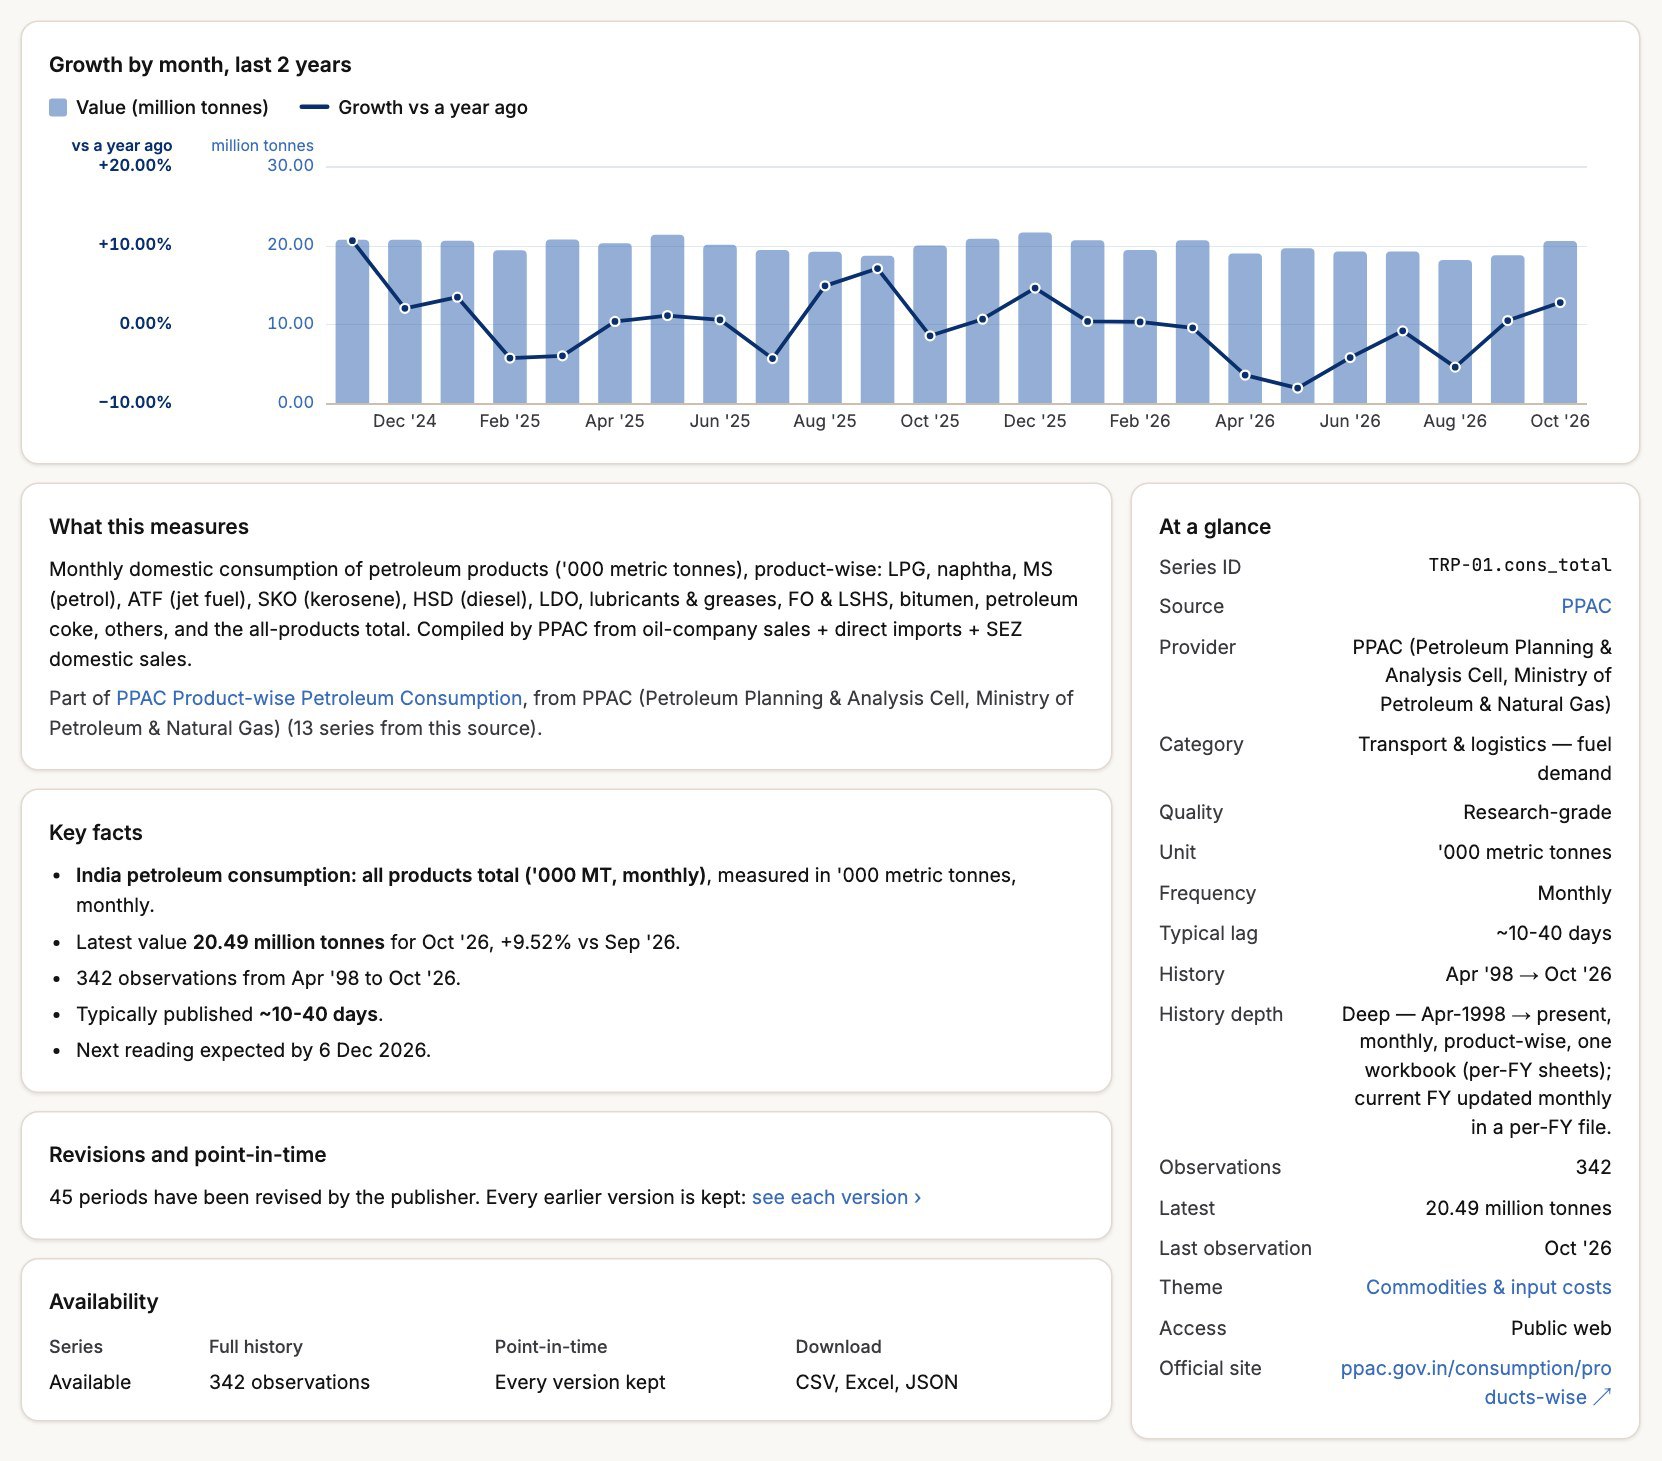 Growth by month, last 2 years
Value (million tonnes)
Growth vs a year ago
vs a year ago
million tonnes
+20.00%
30.00
+10.00%
20.00
0.00%
10.00
−10.00%
0.00
Dec '24
Feb '25
Apr '25
Jun '25
Aug '25
Oct '25
Dec '25
Feb '26
Apr '26
Jun '26
Aug '26
Oct '26
What this measures
Monthly domestic consumption of petroleum products ('000 metric tonnes), product-wise: LPG, naphtha, MS
(petrol), ATF (jet fuel), SKO (kerosene), HSD (diesel), LDO, lubricants & greases, FO & LSHS, bitumen, petroleum
coke, others, and the all-products total. Compiled by PPAC from oil-company sales + direct imports + SEZ
domestic sales.
Part of PPAC Product-wise Petroleum Consumption, from PPAC (Petroleum Planning & Analysis Cell, Ministry of
Petroleum & Natural Gas) (13 series from this source).
Key facts
• India petroleum consumption: all products total ('000 MT, monthly), measured in '000 metric tonnes,
monthly.
• Latest value 20.49 million tonnes for Oct '26, +9.52% vs Sep '26.
• 342 observations from Apr '98 to Oct '26.
• Typically published ~10-40 days.
• Next reading expected by 6 Dec 2026.
Revisions and point-in-time
45 periods have been revised by the publisher. Every earlier version is kept: see each version ›
Availability
Series
Full history
Point-in-time
Download
Available
342 observations
Every version kept
CSV, Excel, JSON
At a glance
Series ID
TRP-01.cons_total
Source
PPAC
Provider
PPAC (Petroleum Planning &
Analysis Cell, Ministry of
Petroleum & Natural Gas)
Category
Transport & logistics — fuel
demand
Quality
Research-grade
Unit
'000 metric tonnes
Frequency
Monthly
Typical lag
~10-40 days
History
Apr '98 → Oct '26
History depth
Deep — Apr-1998 → present,
monthly, product-wise, one
workbook (per-FY sheets);
current FY updated monthly
in a per-FY file.
Observations
342
Latest
20.49 million tonnes
Last observation
Oct '26
Theme
Commodities & input costs
Access
Public web
Official site
ppac.gov.in/consumption/pro
ducts-wise ↗